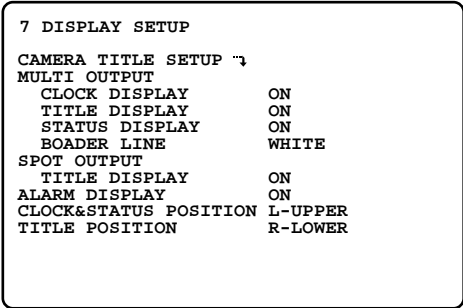 7 DISPLAY SETUP
CAMERA TITLE SETUP
MULTI OUTPUT
CLOCK DISPLAY ON
TITLE DISPLAY ON
STATUS DISPLAY ON
BOADER LINE WHITE
SPOT OUTPUT
TITLE DISPLAY ON
ALARM DISPLAY ON
CLOCK&STATUS POSITION L-UPPER
TITLE POSITION R-LOWER